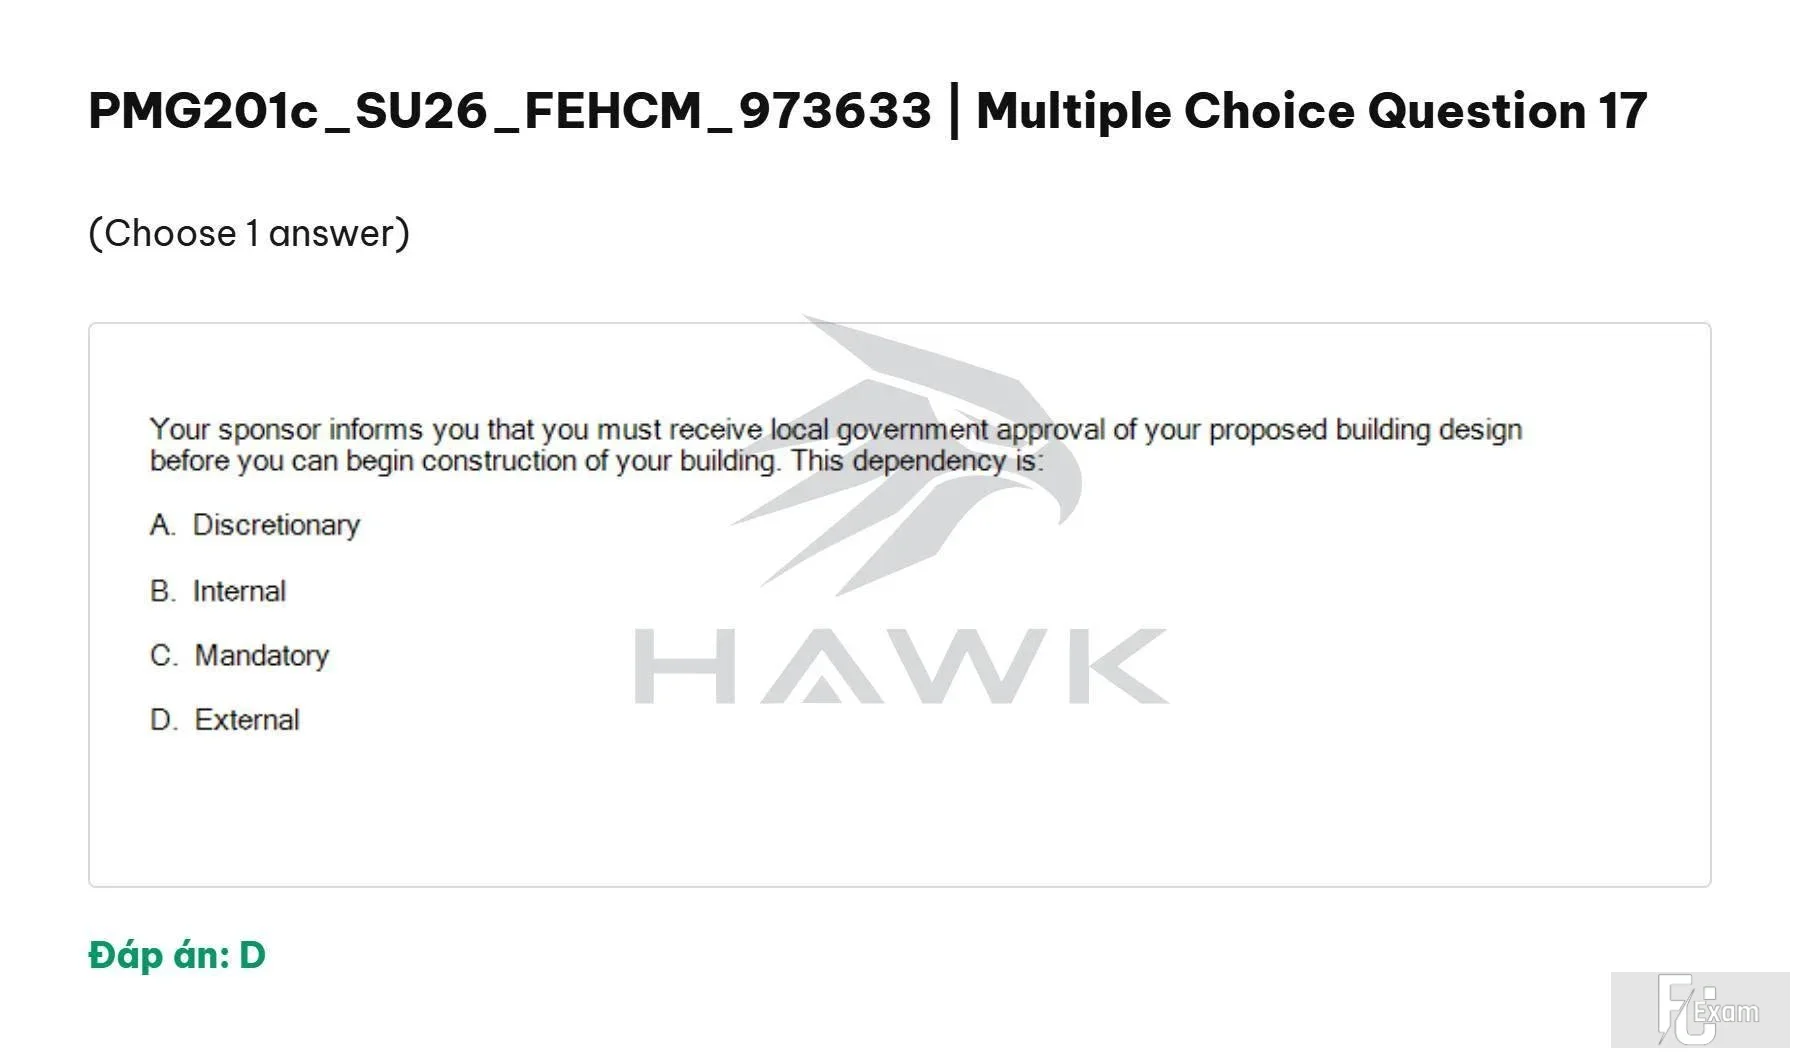 PMG201c_SU26_FEHCM_973633 | Multiple Choice Question 17
(Choose 1 answer)
Your sponsor informs you that you must receive local government approval of your proposed building design
before you can begin construction of your building. This dependency is:
A. Discretionary
B. Internal
C. Mandatory
D. External
HAWK
Đáp án: D
FU Exam